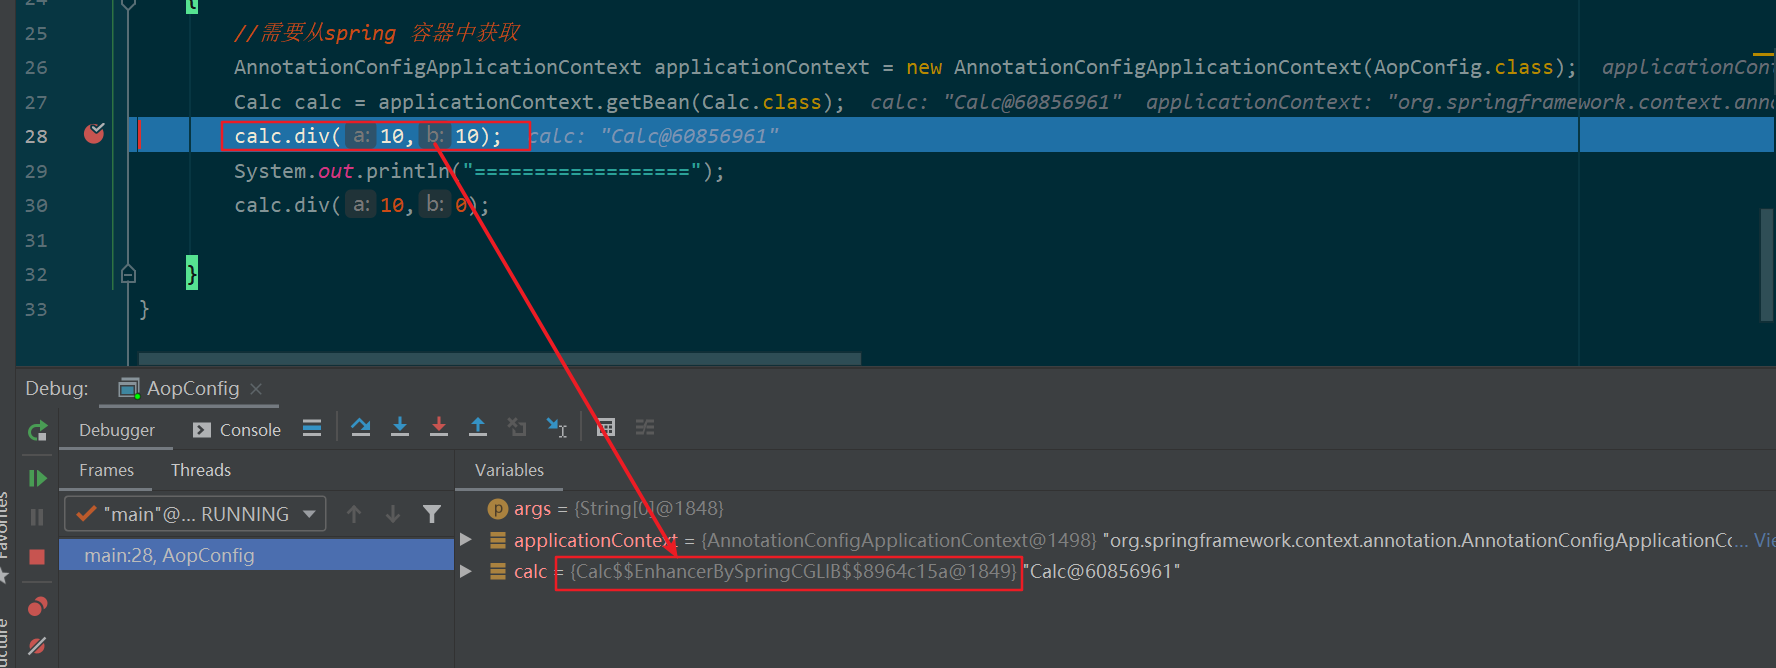 24 {
25 //需要从spring 容器中获取
26 AnnotationConfigApplicationContext applicationContext = new AnnotationConfigApplicationContext(AopConfig.class); applicationCon
27 Calc calc = applicationContext.getBean(Calc.class); calc: "Calc@60856961" applicationContext: "org.springframework.context.anno
28 calc.div( a: 10, b: 10); calc: "Calc@60856961"
29 System.out.println("==================");
30 calc.div( a: 10, b: 0);
31
32 }
33 }
Debug: AopConfig
Debugger Console
Frames Threads Variables
"main"@... RUNNING
main:28, AopConfig
p args = {String[0]@1848}
applicationContext = {AnnotationConfigApplicationContext@1498} "org.springframework.context.annotation.AnnotationConfigApplicationCo... Vie
calc = {Calc$$EnhancerBySpringCGLIB$$8964c15a@1849} "Calc@60856961"
Favorites
ucture